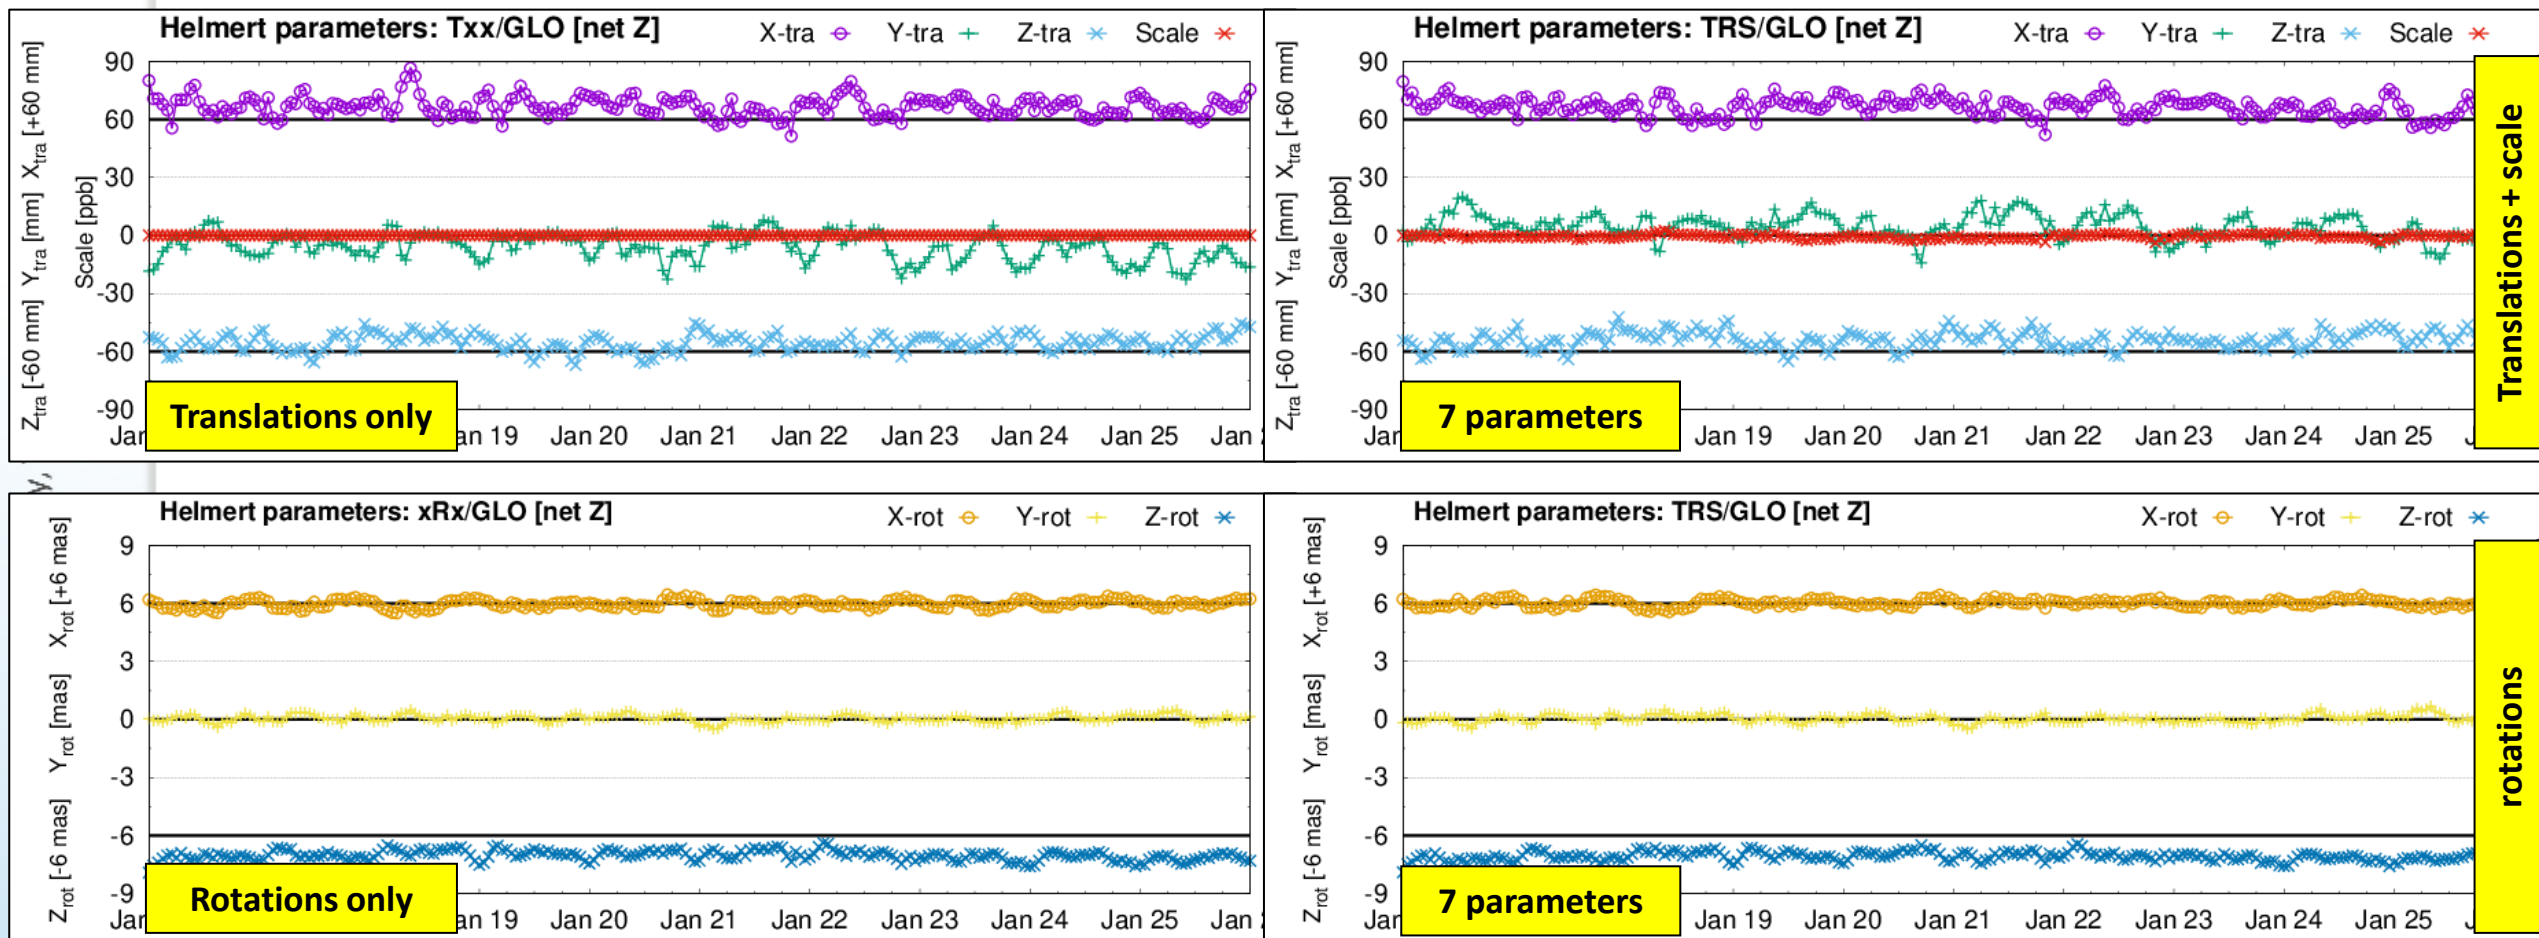 Helmert parameters: Txx/GLO [net Z] X-tra Y-tra Z-tra Scale
Z_tra [-60 mm] Y_tra [mm] X_tra [+60 mm]
Scale [ppb]
90
60
30
0
-30
-60
-90
Translations only
Jan 19 Jan 20 Jan 21 Jan 22 Jan 23 Jan 24 Jan 25 Jan
Helmert parameters: TRS/GLO [net Z] X-tra Y-tra Z-tra Scale
Z_tra [-60 mm] Y_tra [mm] X_tra [+60 mm]
Scale [ppb]
90
60
30
0
-30
-60
-90
7 parameters
Jan 19 Jan 20 Jan 21 Jan 22 Jan 23 Jan 24 Jan 25
Translations + scale
y,
Helmert parameters: xRx/GLO [net Z] X-rot Y-rot Z-rot
Z_rot [-6 mas] Y_rot [mas] X_rot [+6 mas]
9
6
3
0
-3
-6
-9
Rotations only
Jan 19 Jan 20 Jan 21 Jan 22 Jan 23 Jan 24 Jan 25 Jan
Helmert parameters: TRS/GLO [net Z] X-rot Y-rot Z-rot
Z_rot [-6 mas] Y_rot [mas] X_rot [+6 mas]
9
6
3
0
-3
-6
-9
7 parameters
Jan 19 Jan 20 Jan 21 Jan 22 Jan 23 Jan 24 Jan 25
rotations